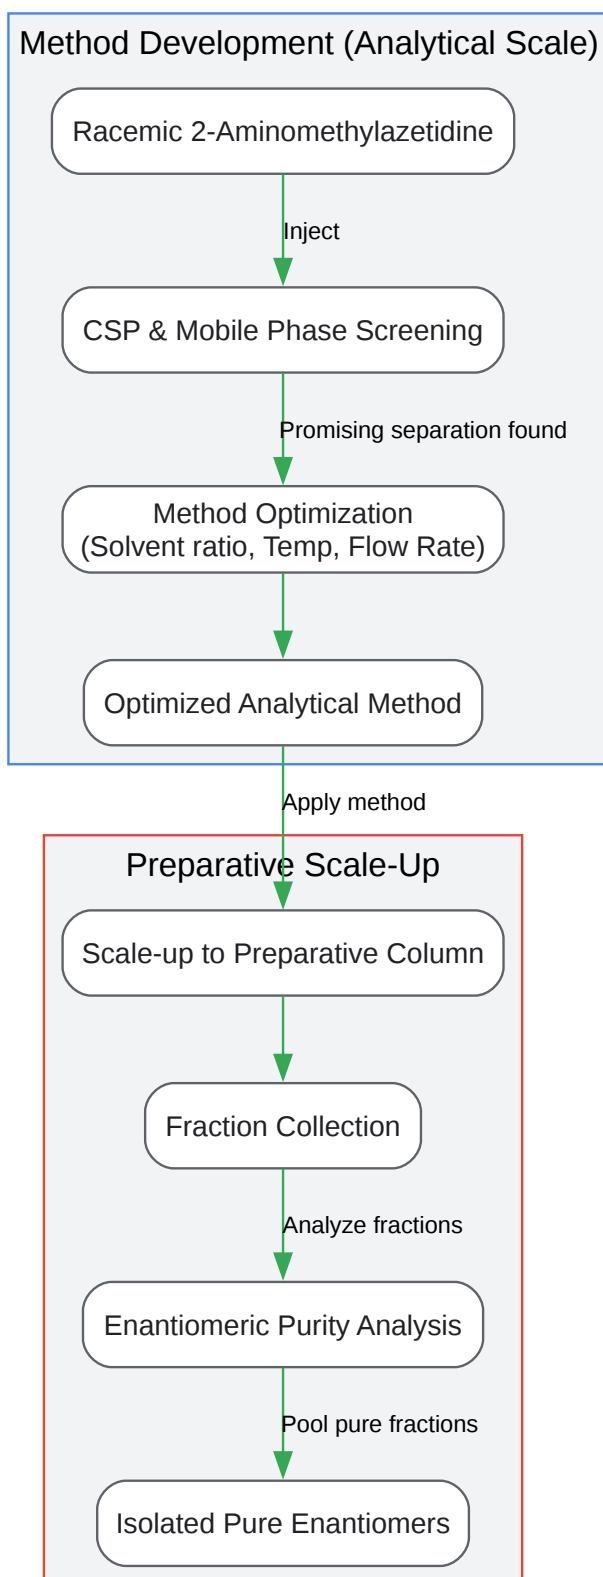 Method Development (Analytical Scale)
Racemic 2-Aminomethylazetidine
Inject
CSP & Mobile Phase Screening
Promising separation found
Method Optimization
(Solvent ratio, Temp, Flow Rate)
Optimized Analytical Method
Apply method
Preparative Scale-Up
Scale-up to Preparative Column
Fraction Collection
Analyze fractions
Enantiomeric Purity Analysis
Pool pure fractions
Isolated Pure Enantiomers